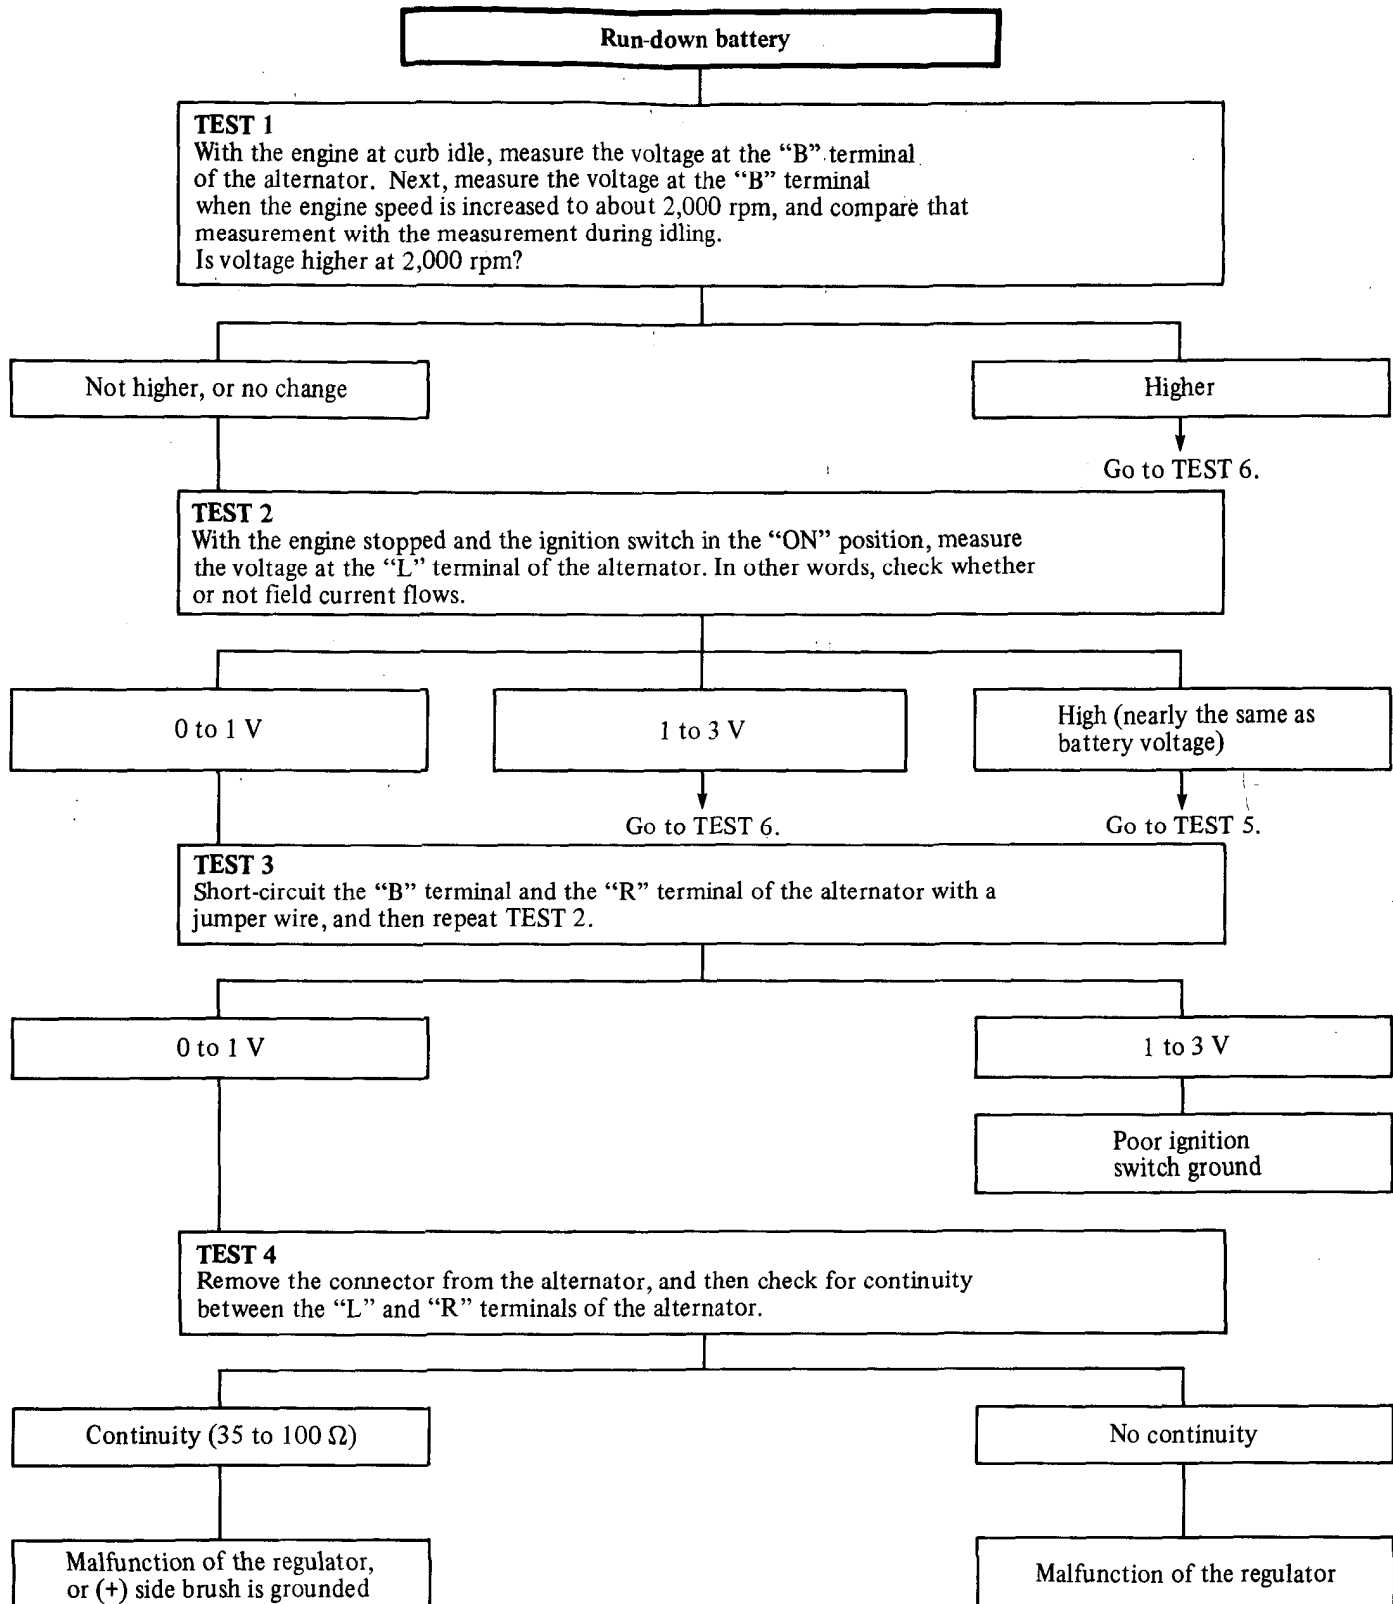 Run-down battery
TEST 1
With the engine at curb idle, measure the voltage at the “B” terminal
of the alternator. Next, measure the voltage at the “B” terminal
when the engine speed is increased to about 2,000 rpm, and compare that
measurement with the measurement during idling.
Is voltage higher at 2,000 rpm?
Not higher, or no change
Higher
Go to TEST 6.
TEST 2
With the engine stopped and the ignition switch in the “ON” position, measure
the voltage at the “L” terminal of the alternator. In other words, check whether
or not field current flows.
0 to 1 V
1 to 3 V
High (nearly the same as
battery voltage)
Go to TEST 6.
Go to TEST 5.
TEST 3
Short-circuit the “B” terminal and the “R” terminal of the alternator with a
jumper wire, and then repeat TEST 2.
0 to 1 V
1 to 3 V
Poor ignition
switch ground
TEST 4
Remove the connector from the alternator, and then check for continuity
between the “L” and “R” terminals of the alternator.
Continuity (35 to 100 Ω)
No continuity
Malfunction of the regulator,
or (+) side brush is grounded
Malfunction of the regulator